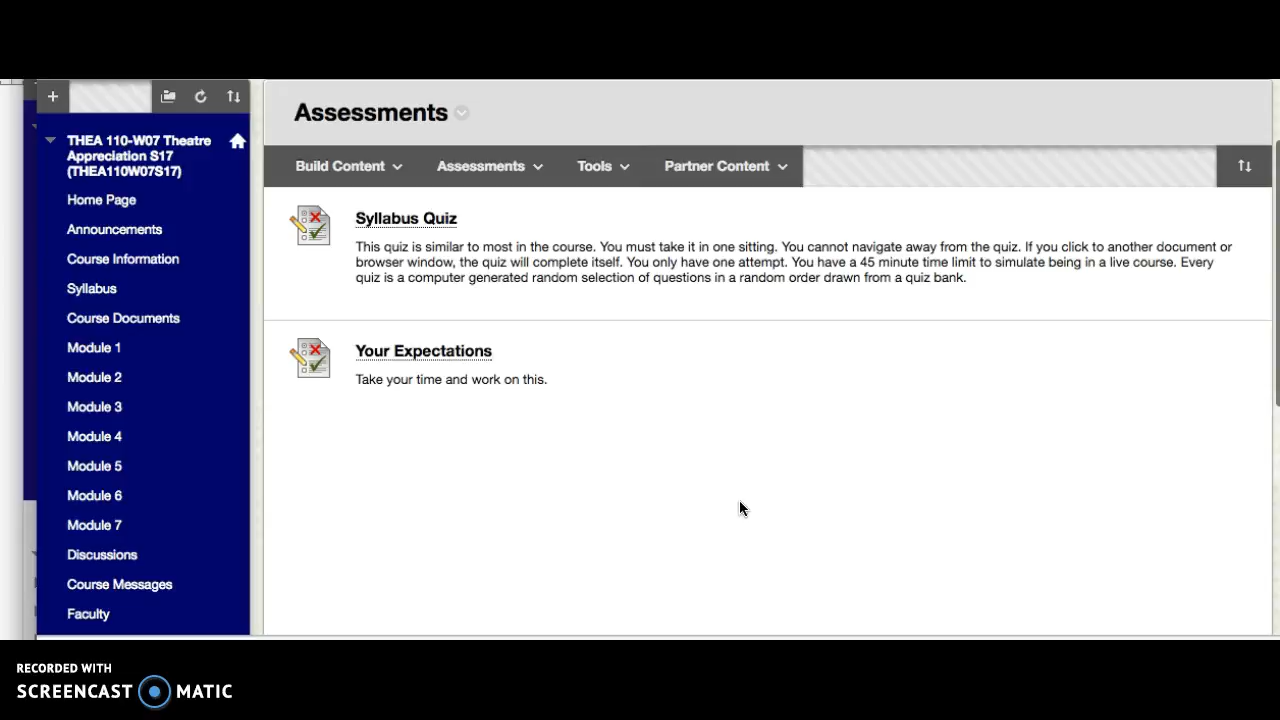 THEA 110-W07 Theatre
Appreciation S17
(THEA110W07S17)
Home Page
Announcements
Course Information
Syllabus
Course Documents
Module 1
Module 2
Module 3
Module 4
Module 5
Module 6
Module 7
Discussions
Course Messages
Faculty
Assessments
Build Content
Assessments
Tools
Partner Content
Syllabus Quiz
This quiz is similar to most in the course. You must take it in one sitting. You cannot navigate away from the quiz. If you click to another document or
browser window, the quiz will complete itself. You only have one attempt. You have a 45 minute time limit to simulate being in a live course. Every
quiz is a computer generated random selection of questions in a random order drawn from a quiz bank.
Your Expectations
Take your time and work on this.
RECORDED WITH
SCREENCAST MATIC